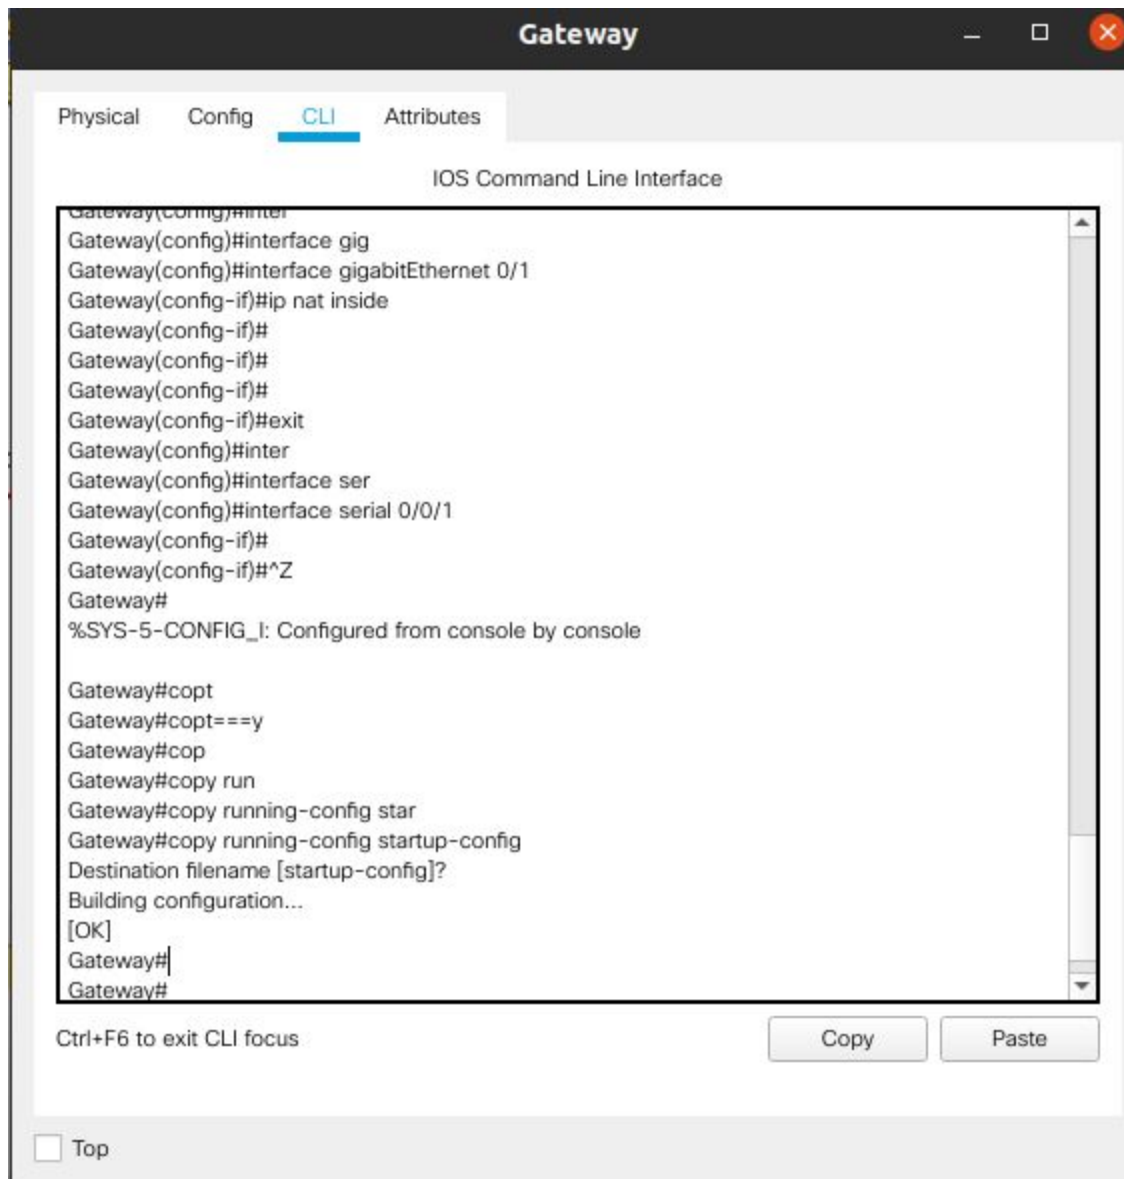 Gateway
Physical Config CLI Attributes
IOS Command Line Interface
Gateway(config)#inter
Gateway(config)#interface gig
Gateway(config)#interface gigabitEthernet 0/1
Gateway(config-if)#ip nat inside
Gateway(config-if)#
Gateway(config-if)#
Gateway(config-if)#
Gateway(config-if)#exit
Gateway(config)#inter
Gateway(config)#interface ser
Gateway(config)#interface serial 0/0/1
Gateway(config-if)#
Gateway(config-if)#^Z
Gateway#
%SYS-5-CONFIG_I: Configured from console by console
Gateway#copt
Gateway#copt===y
Gateway#cop
Gateway#copy run
Gateway#copy running-config star
Gateway#copy running-config startup-config
Destination filename [startup-config]?
Building configuration...
[OK]
Gateway#
Gateway#
Ctrl+F6 to exit CLI focus
Copy Paste
Top